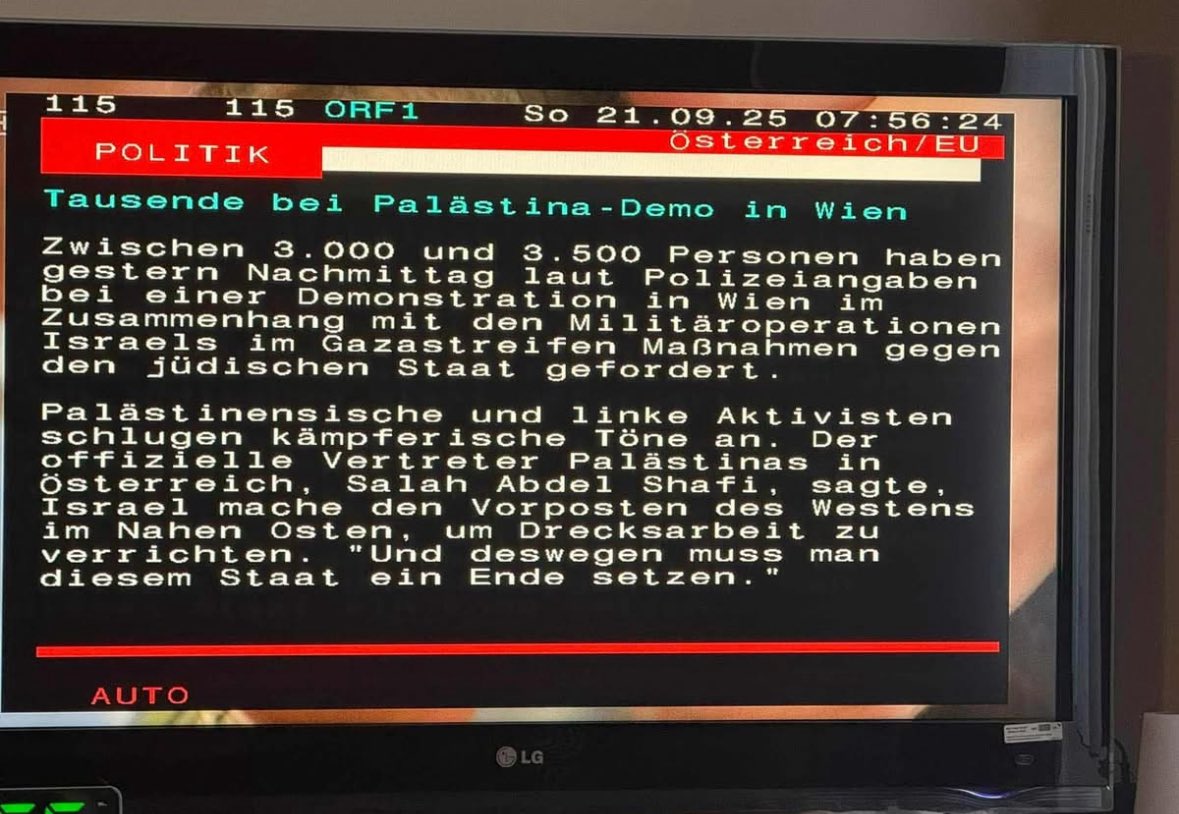 115 115 ORF1 So 21.09.25 07:56:24
POLITIK Österreich/EU
Tausende bei Palästina-Demo in Wien
Zwischen 3.000 und 3.500 Personen haben
gestern Nachmittag laut Polizeiangaben
bei einer Demonstration in Wien im
Zusammenhang mit den Militäroperationen
Israels im Gazastreifen Maßnahmen gegen
den jüdischen Staat gefordert.
Palästinensische und linke Aktivisten
schlugen kämpferische Töne an. Der
offizielle Vertreter Palästinas in
Österreich, Salah Abdel Shafi, sagte,
Israel mache den Vorposten des Westens
im Nahen Osten, um Drecksarbeit zu
verrichten. "Und deswegen muss man
diesem Staat ein Ende setzen."
AUTO
LG